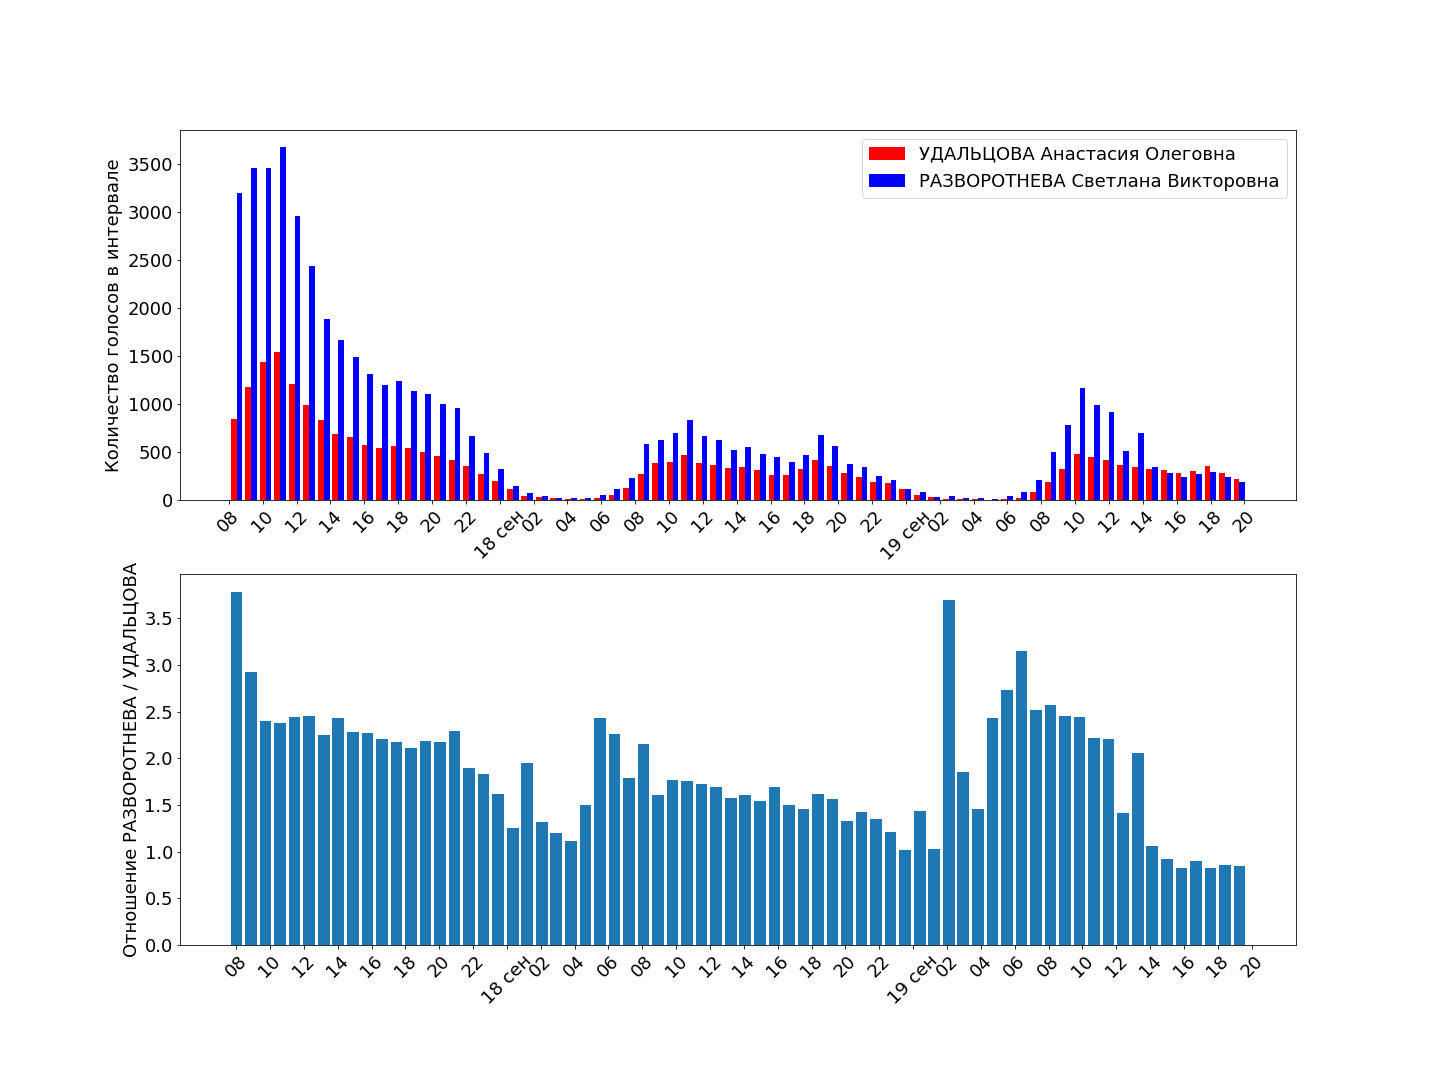 Количество голосов в интервале
3500
3000
2500
2000
1500
1000
500
0
УДАЛЬЦОВА Анастасия Олеговна
РАЗВОРОТНЕВА Светлана Викторовна
08 10 12 14 16 18 20 22 18 сен 02 04 06 08 10 12 14 16 18 20 22 19 сен 02 04 06 08 10 12 14 16 18 20
Отношение РАЗВОРОТНЕВА / УДАЛЬЦОВА
3.5
3.0
2.5
2.0
1.5
1.0
0.5
0.0
08 10 12 14 16 18 20 22 18 сен 02 04 06 08 10 12 14 16 18 20 22 19 сен 02 04 06 08 10 12 14 16 18 20